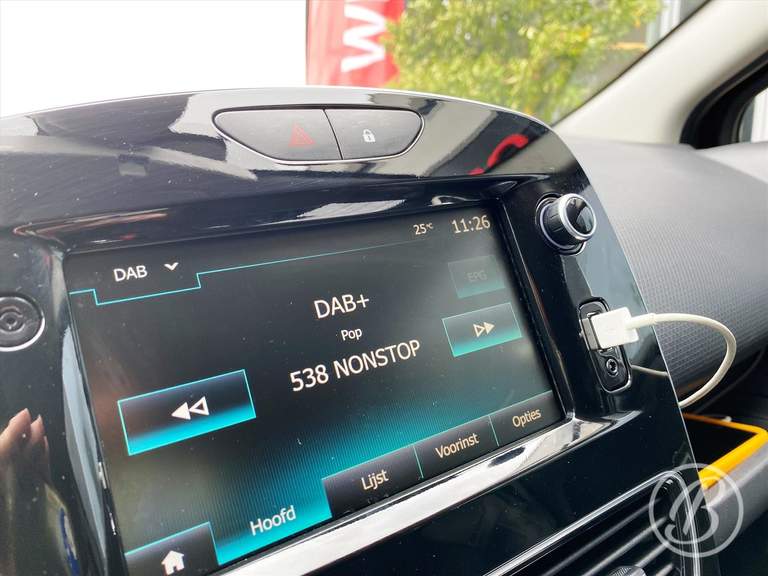 W
25°C 11:26
DAB
DAB+
EPG
Pop
538 NONSTOP
Hoofd
Lijst
Voorinst
Opties
B